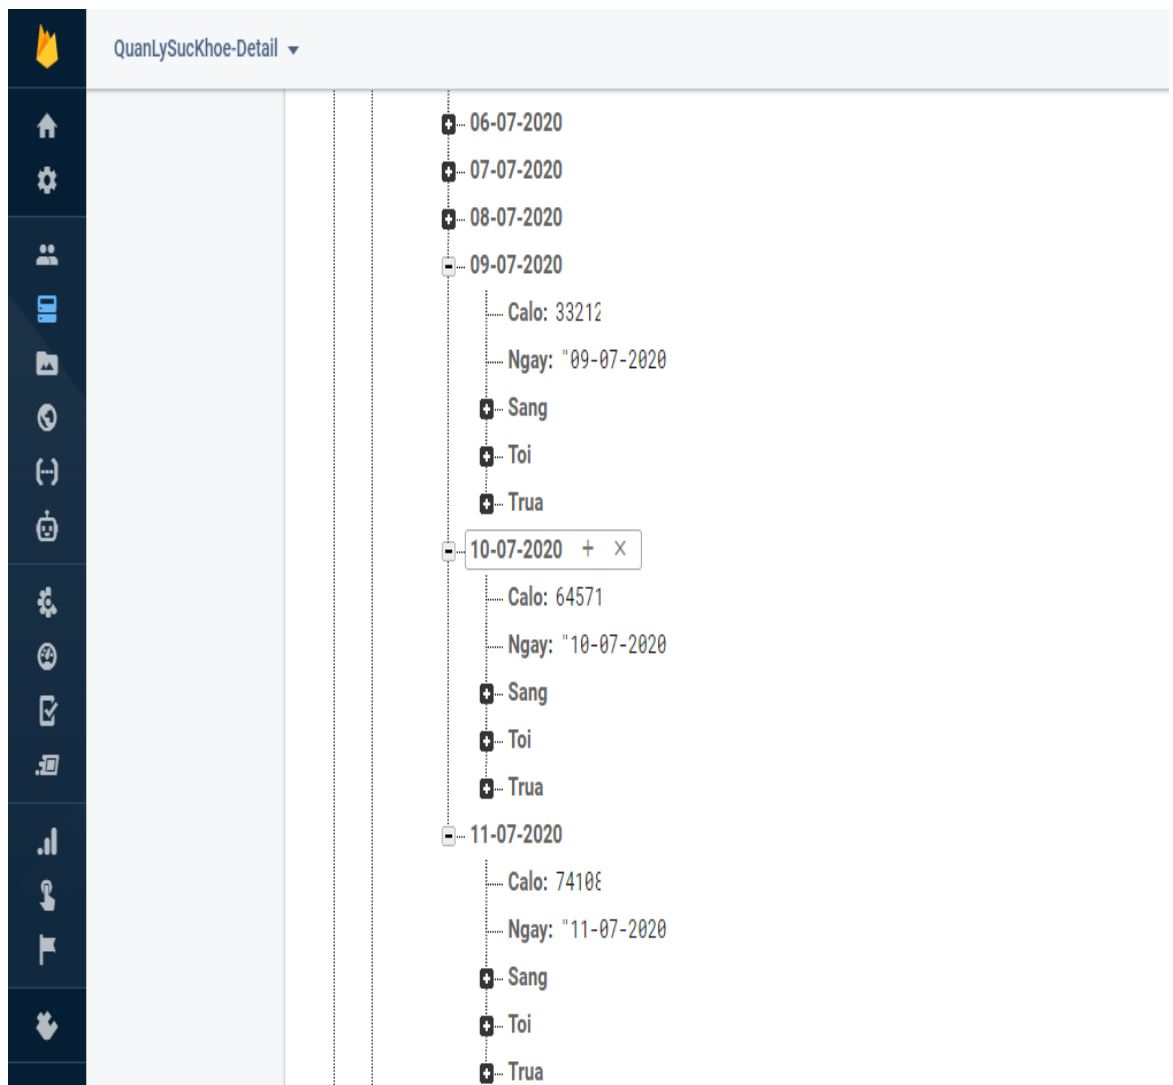 QuanLySucKhoe-Detail
06-07-2020
07-07-2020
08-07-2020
09-07-2020
Calo: 33212
Ngay: "09-07-2020
Sang
Toi
Trua
10-07-2020 + ×
Calo: 64571
Ngay: "10-07-2020
Sang
Toi
Trua
11-07-2020
Calo: 74108
Ngay: "11-07-2020
Sang
Toi
Trua